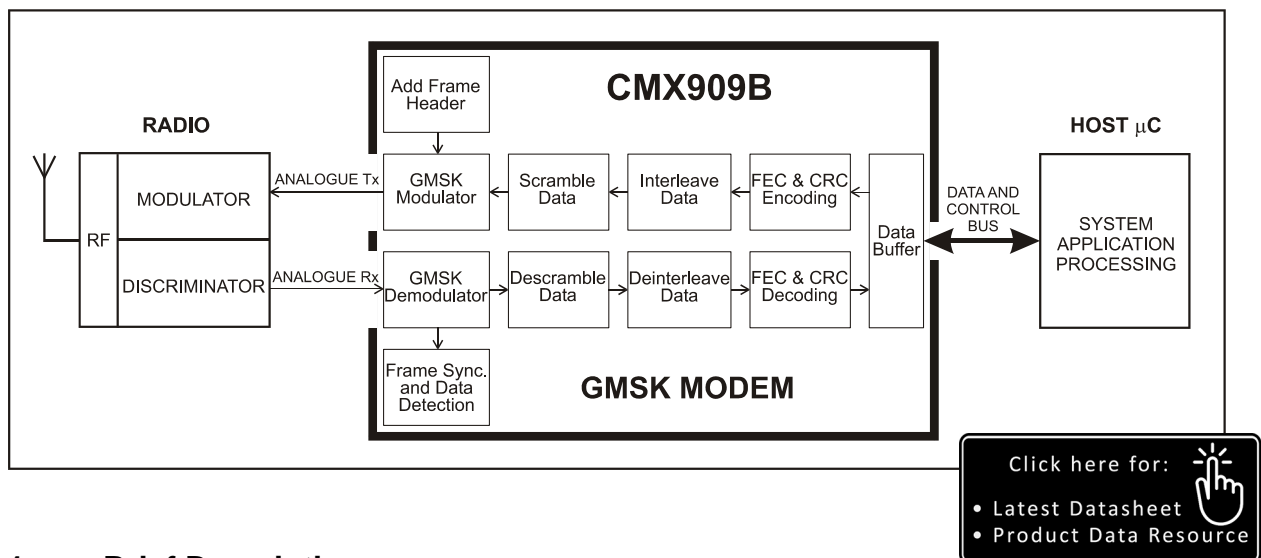 CMX909B
Add Frame
Header
RADIO
HOST µC
RF
MODULATOR
DISCRIMINATOR
ANALOGUE Tx
ANALOGUE Rx
GMSK
Modulator
Scramble
Data
Interleave
Data
FEC & CRC
Encoding
Data
Buffer
DATA AND
CONTROL
BUS
SYSTEM
APPLICATION
PROCESSING
GMSK
Demodulator
Descramble
Data
Deinterleave
Data
FEC & CRC
Decoding
Frame Sync.
and Data
Detection
GMSK MODEM
Click here for:
• Latest Datasheet
• Product Data Resource